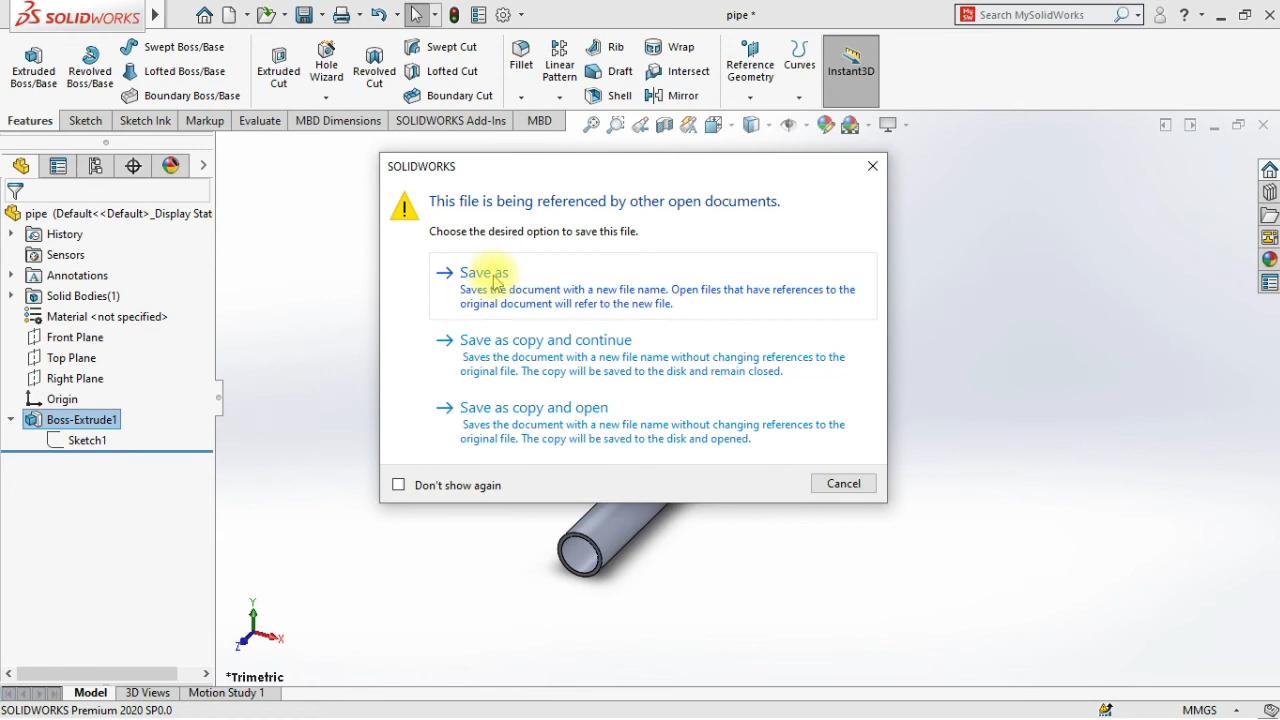 SOLIDWORKS
pipe *
Search MySolidWorks
?
Extruded Boss/Base
Revolved Boss/Base
Swept Boss/Base
Lofted Boss/Base
Boundary Boss/Base
Extruded Cut
Hole Wizard
Revolved Cut
Swept Cut
Lofted Cut
Boundary Cut
Fillet
Linear Pattern
Rib
Draft
Shell
Wrap
Intersect
Mirror
Reference Geometry
Curves
Instant3D
Features
Sketch
Sketch Ink
Markup
Evaluate
MBD Dimensions
SOLIDWORKS Add-Ins
MBD
pipe (Default<<Default>_Display Stat
History
Sensors
Annotations
Solid Bodies(1)
Material <not specified>
Front Plane
Top Plane
Right Plane
Origin
Boss-Extrude1
Sketch1
SOLIDWORKS
This file is being referenced by other open documents.
Choose the desired option to save this file.
Save as
Saves the document with a new file name. Open files that have references to the
original document will refer to the new file.
Save as copy and continue
Saves the document with a new file name without changing references to the
original file. The copy will be saved to the disk and remain closed.
Save as copy and open
Saves the document with a new file name without changing references to the
original file. The copy will be saved to the disk and opened.
Don't show again
Cancel
Y
X
Z
*Trimetric
Model
3D Views
Motion Study 1
SOLIDWORKS Premium 2020 SP0.0
MMGS